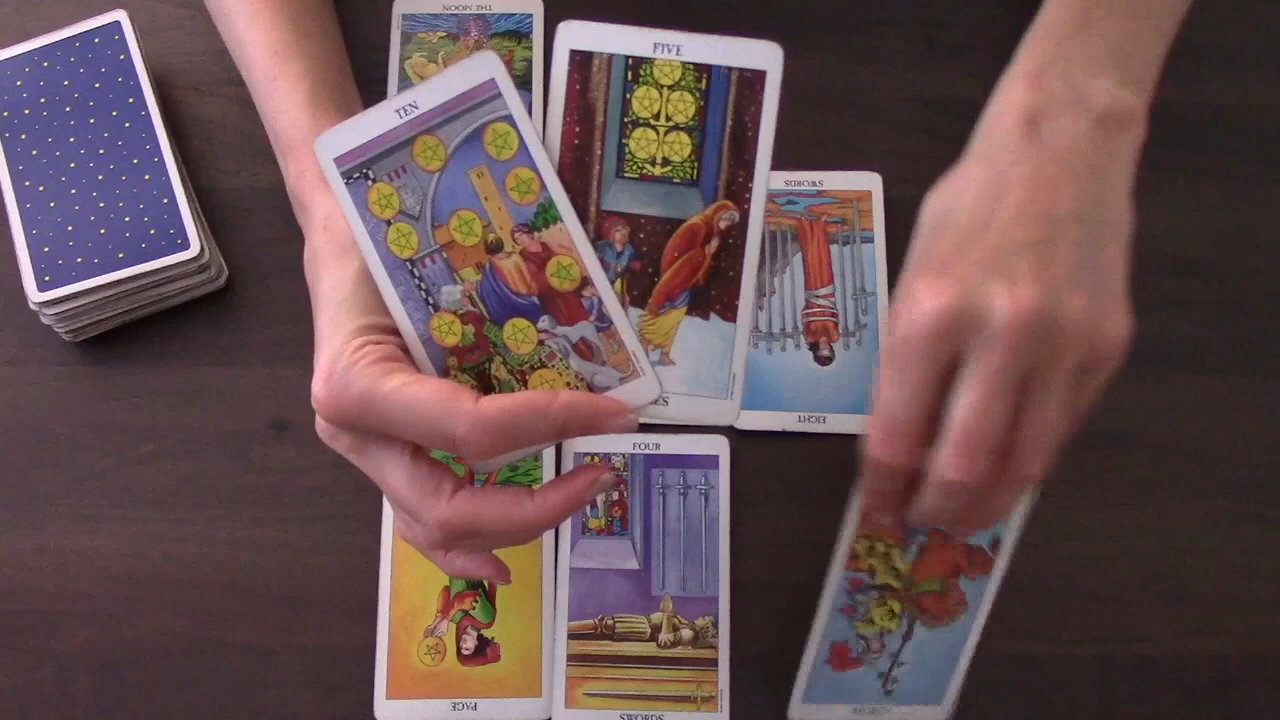 THE MOON
FIVE
TEN
SWORDS
EIGHT
FOUR
PAGE
SWORDS